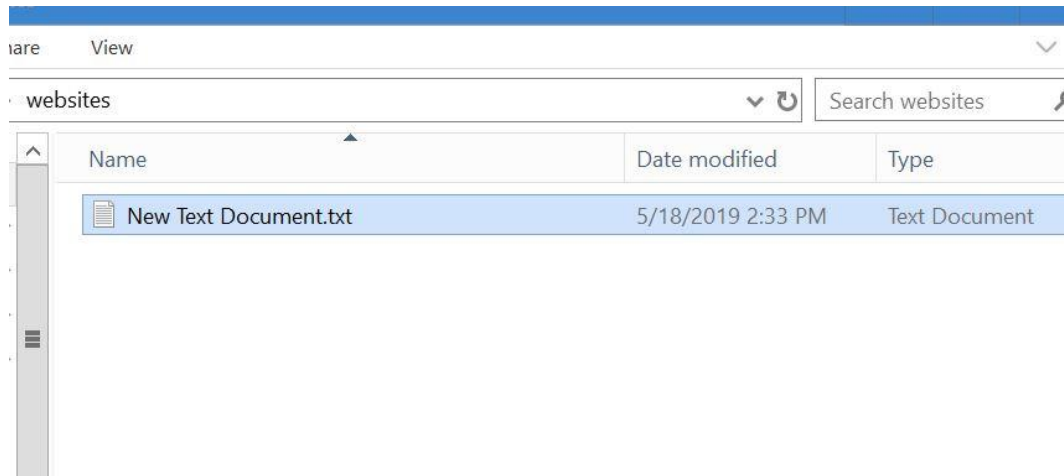 View
websites
Search websites
Name Date modified Type
New Text Document.txt 5/18/2019 2:33 PM Text Document